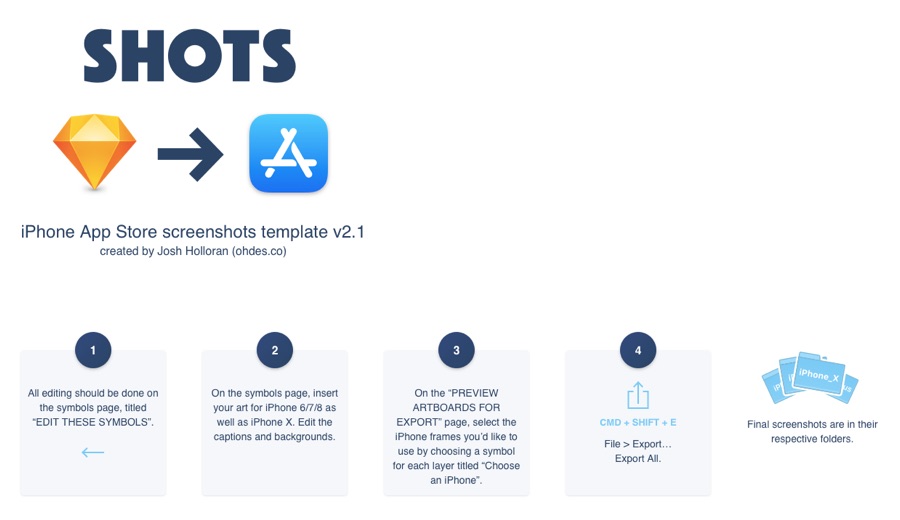 SHOTS
iPhone App Store screenshots template v2.1
created by Josh Holloran (ohdes.co)
1
All editing should be done on
the symbols page, titled
“EDIT THESE SYMBOLS”.
2
On the symbols page, insert
your art for iPhone 6/7/8 as
well as iPhone X. Edit the
captions and backgrounds.
3
On the “PREVIEW
ARTBOARDS FOR
EXPORT” page, select the
iPhone frames you’d like to
use by choosing a symbol
for each layer titled “Choose
an iPhone”.
4
CMD + SHIFT + E
File > Export…
Export All.
iPhone_X
Final screenshots are in their
respective folders.